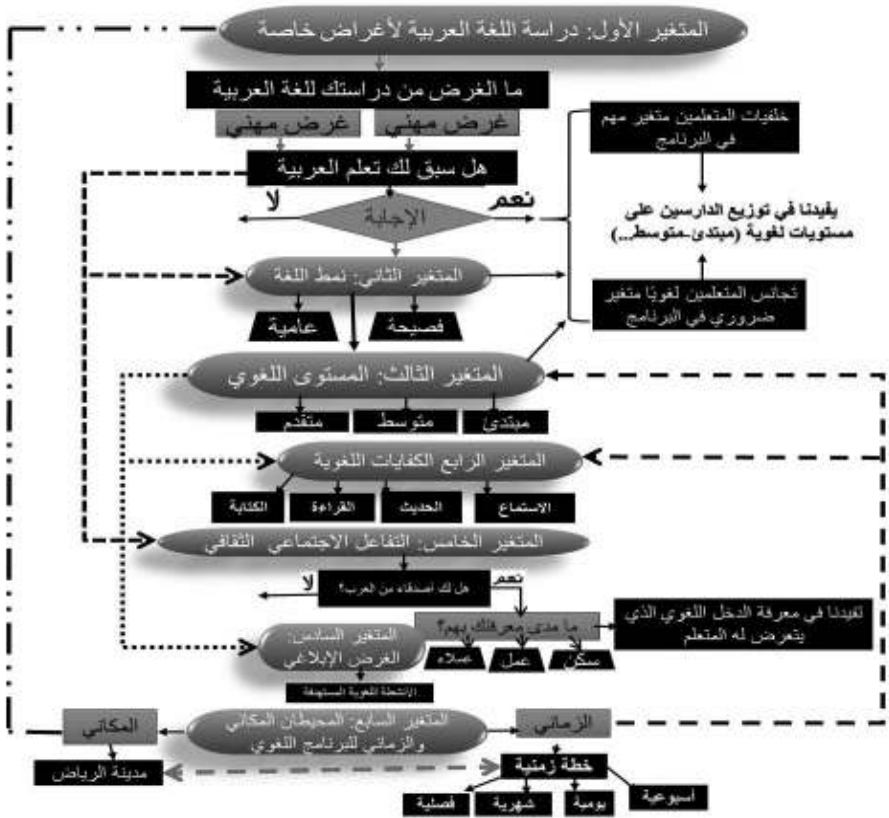 المتغير الأول: دراسة اللغة العربية لأغراض خاصة
ما الغرض من دراستك للغة العربية
غرض مهني
غرض مهني
هل سبق لك تعلم العربية
نعم
لا
الإجابة
خلفيات المتعلمين متغير مهم
في البرنامج
يفيدنا في توزيع الدارسين على
مستويات لغوية (مبتدئ-متوسط...)
تجانس المتعلمين لغويًا متغير
ضروري في البرنامج
المتغير الثاني: نمط اللغة
فصيحة
عامية
المتغير الثالث: المستوى اللغوي
مبتدئ
متوسط
متقدم
المتغير الرابع الكفايات اللغوية
الاستماع
الحديث
القراءة
الكتابة
المتغير الخامس: التفاعل الاجتماعي الثقافي
هل لك أصدقاء من العرب؟
نعم
لا
ما مدى معرفتك بهم؟
سكن
عمل
عملاء
تفيدنا في معرفة الدخل اللغوي الذي
يتعرض له المتعلم
المتغير السادس:
الغرض الإبلاغي
الأنشطة اللغوية المستهدفة
المتغير السابع: المحيطان المكاني
والزماني للبرنامج اللغوي
الزماني
المكاني
مدينة الرياض
خطة زمنية
اسبوعية
يومية
شهرية
فصلية